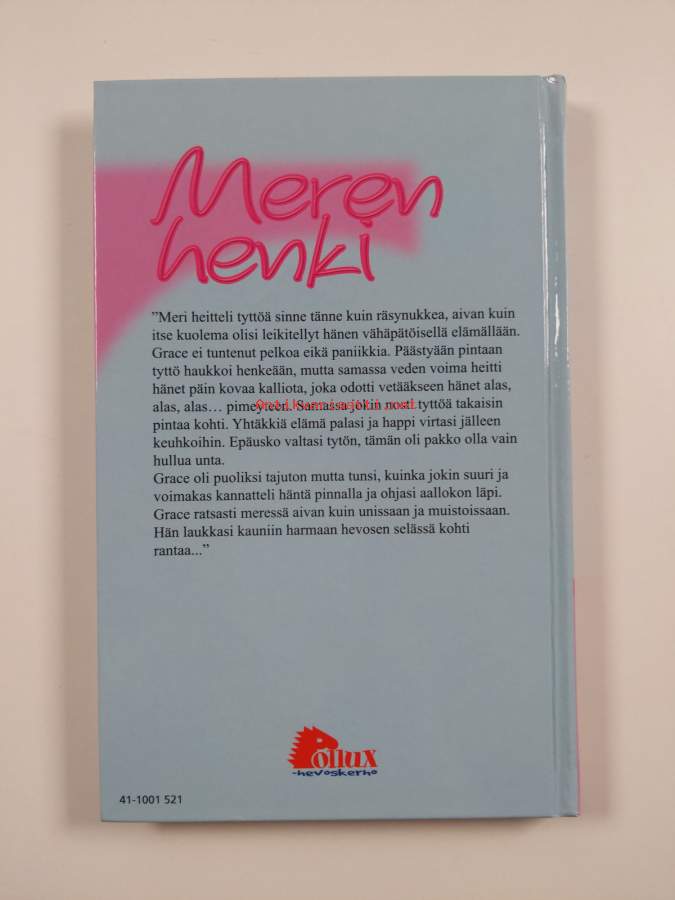 Meren
henki
”Meri heitteli tyttöä sinne tänne kuin räsynukkea, aivan kuin
itse kuolema olisi leikitellyt hänen vähäpätöisellä elämällään.
Grace ei tuntenut pelkoa eikä paniikkia. Päästyään pintaan
tyttö haukkoi henkeään, mutta samassa veden voima heitti
hänet päin kovaa kalliota, joka odotti vetääkseen hänet alas,
alas, alas… pimeyteen. Samassa jokin nosti tyttöä takaisin
pintaa kohti. Yhtäkkiä elämä palasi ja happi virtasi jälleen
keuhkoihin. Epäusko valtasi tytön, tämän oli pakko olla vain
hullua unta.
Grace oli puoliksi tajuton mutta tunsi, kuinka jokin suuri ja
voimakas kannatteli häntä pinnalla ja ohjasi aallokon läpi.
Grace ratsasti meressä aivan kuin unissaan ja muistoissaan.
Hän laukkasi kauniin harmaan hevosen selässä kohti
rantaa...”
Pollux
-hevoskerho
41-1001 521